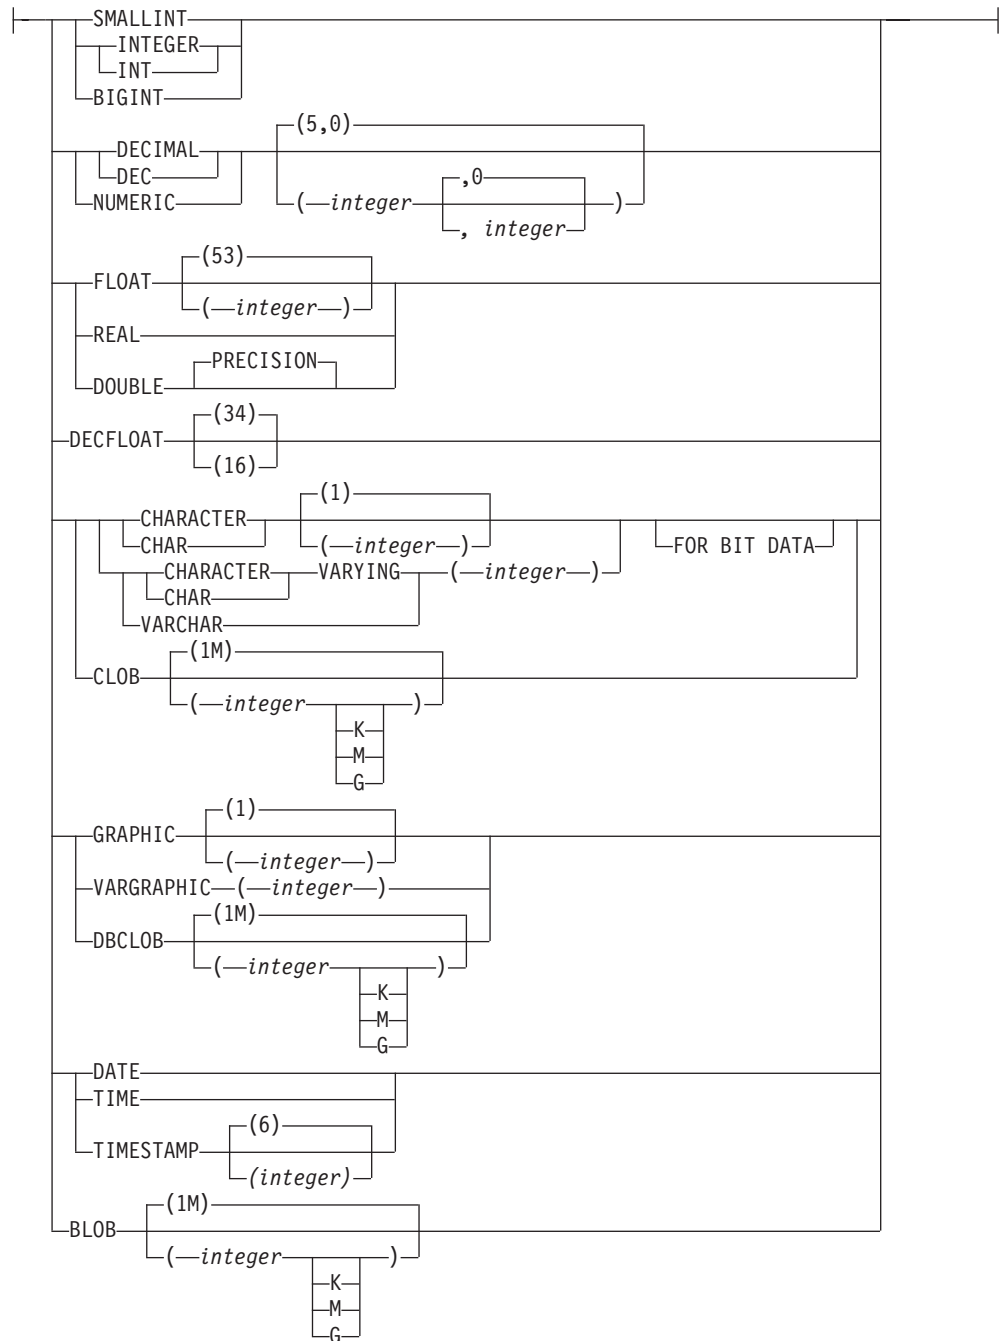 SMALLINT
INTEGER
INT
BIGINT
(5,0)
DECIMAL
DEC
,0
NUMERIC
( integer )
, integer
(53)
FLOAT
( integer )
REAL
PRECISION
DOUBLE
(34)
DECFLOAT
(16)
(1)
CHARACTER
CHAR
( integer )
FOR BIT DATA
CHARACTER VARYING ( integer )
CHAR
VARCHAR
(1M)
CLOB
( integer )
K
M
G
(1)
GRAPHIC
( integer )
VARGRAPHIC ( integer )
(1M)
DBCLOB
( integer )
K
M
G
DATE
TIME
(6)
TIMESTAMP
(integer)
(1M)
BLOB
( integer )
K
M
G